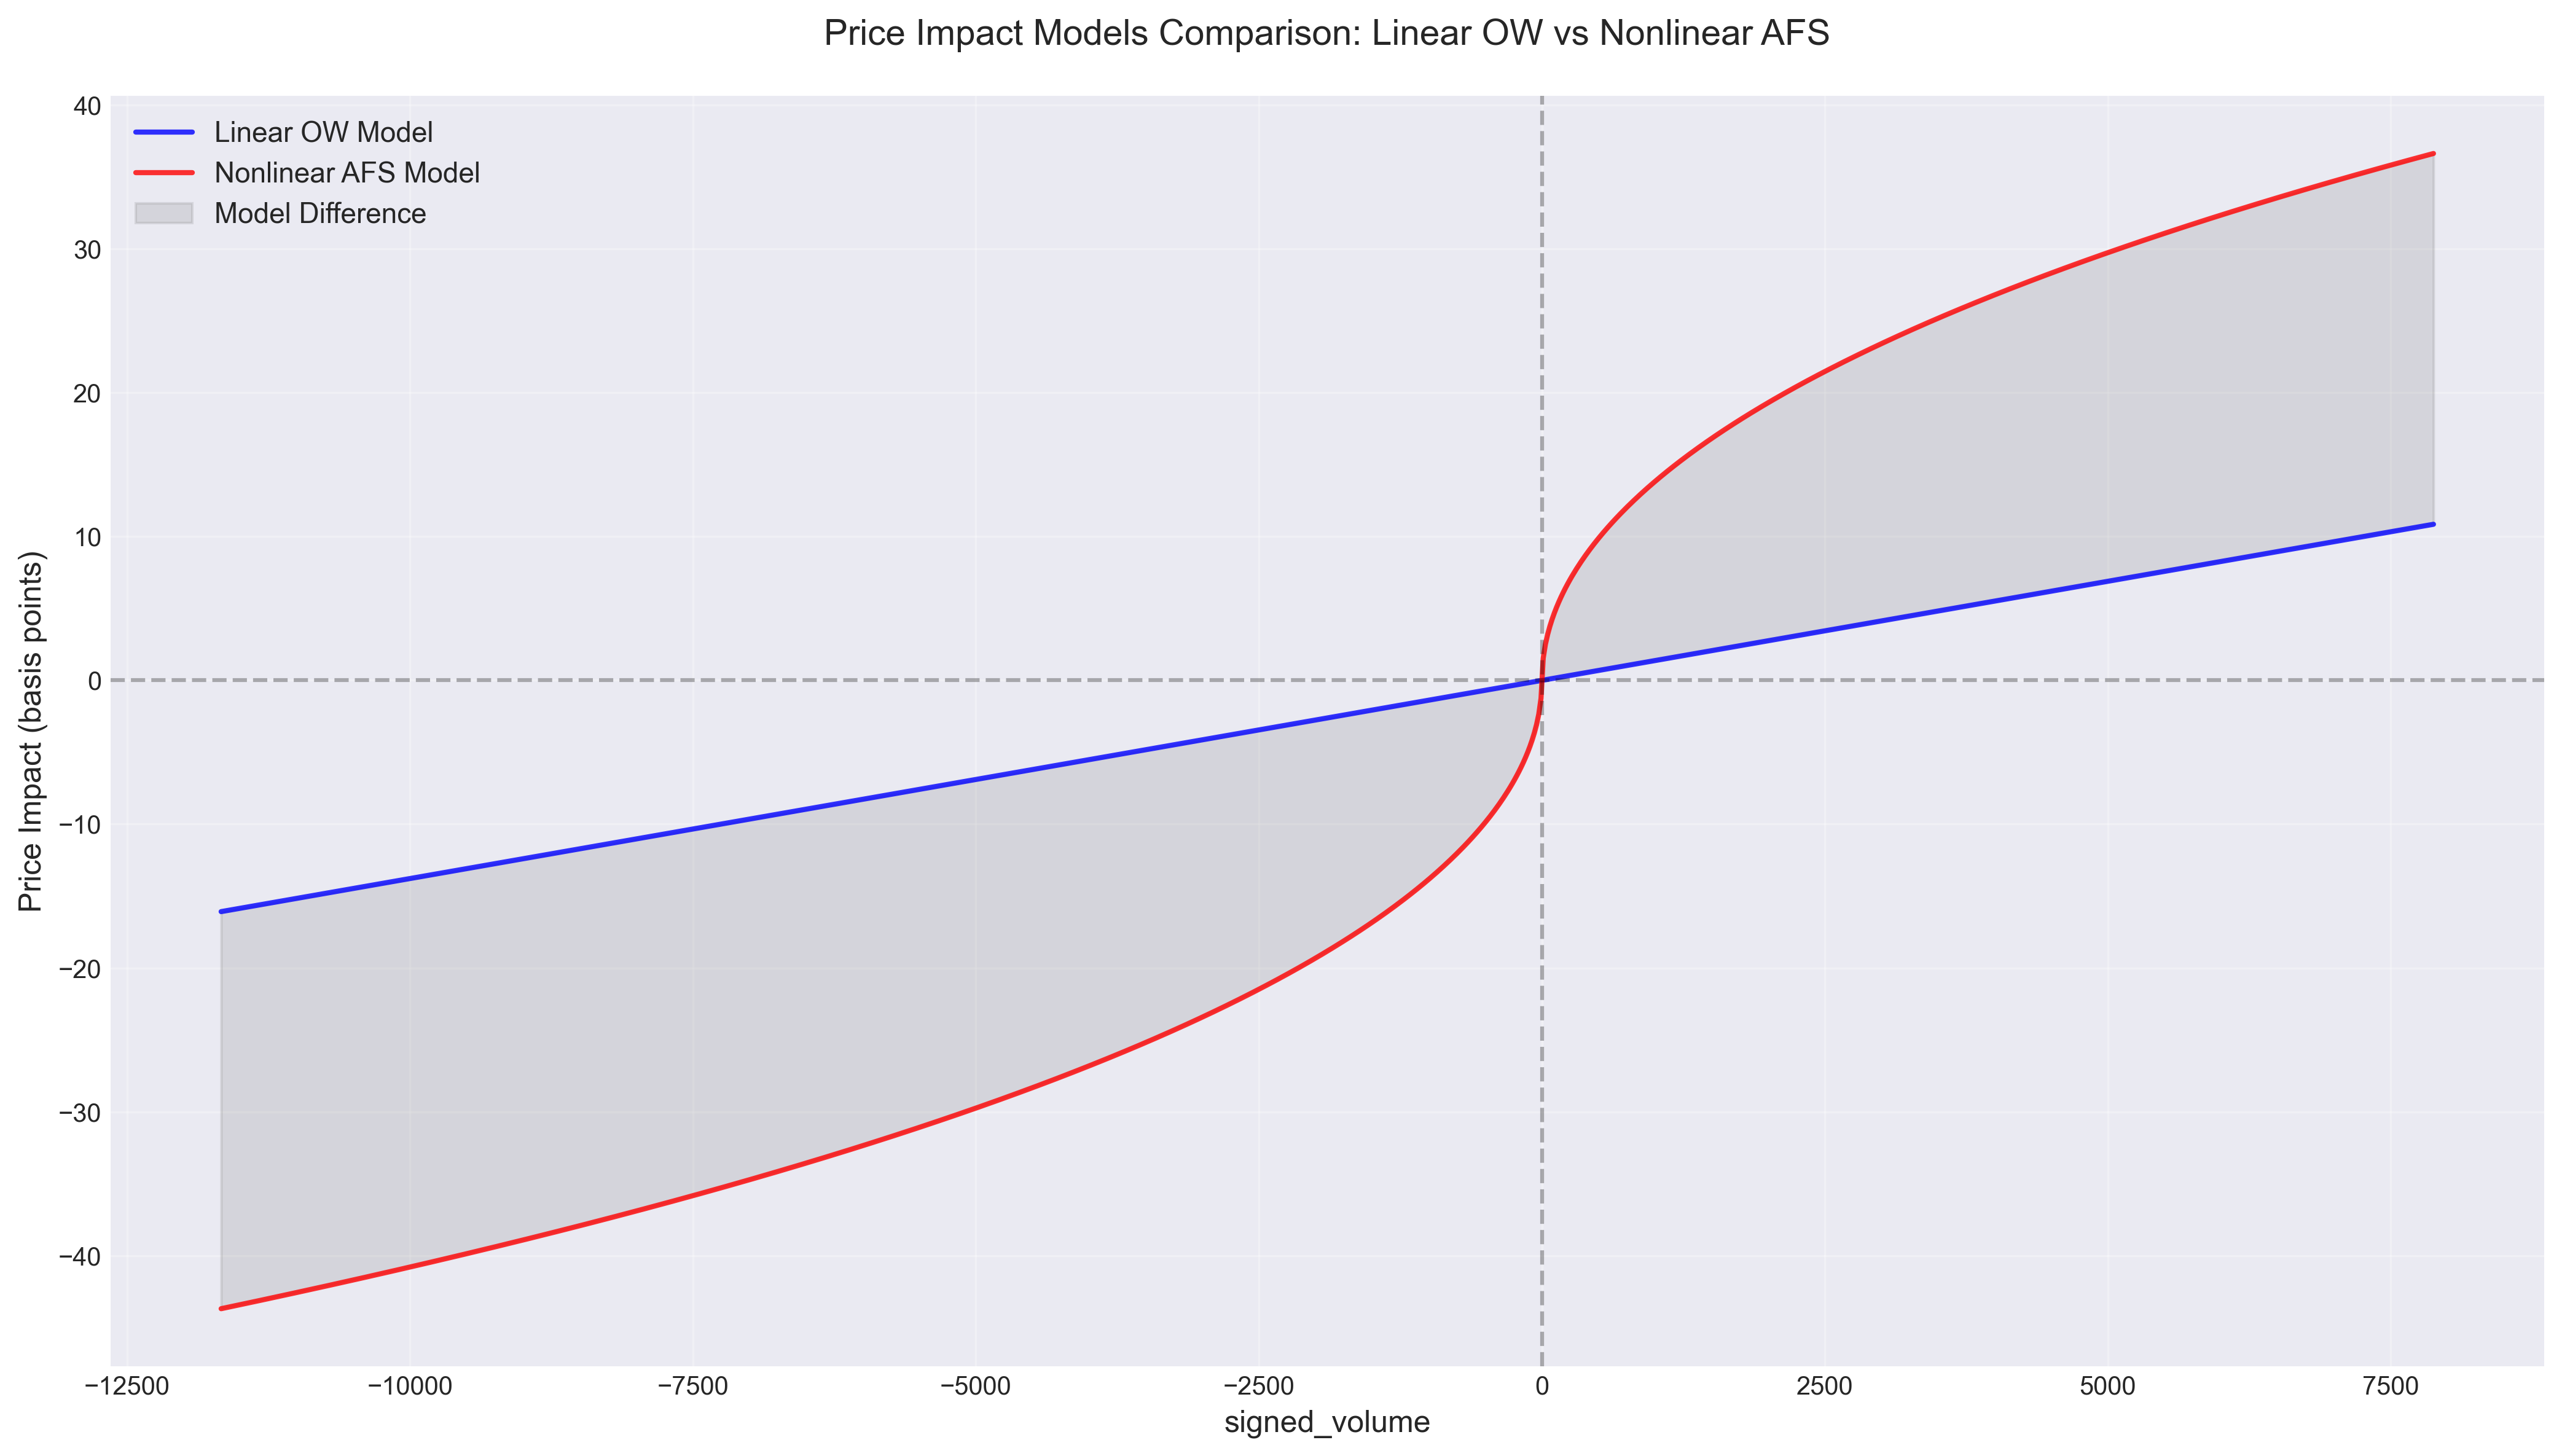 Price Impact Models Comparison: Linear OW vs Nonlinear AFS
Linear OW Model
Nonlinear AFS Model
Model Difference
Price Impact (basis points)
40
30
20
10
0
−10
−20
−30
−40
−12500 −10000 −7500 −5000 −2500 0 2500 5000 7500
signed_volume